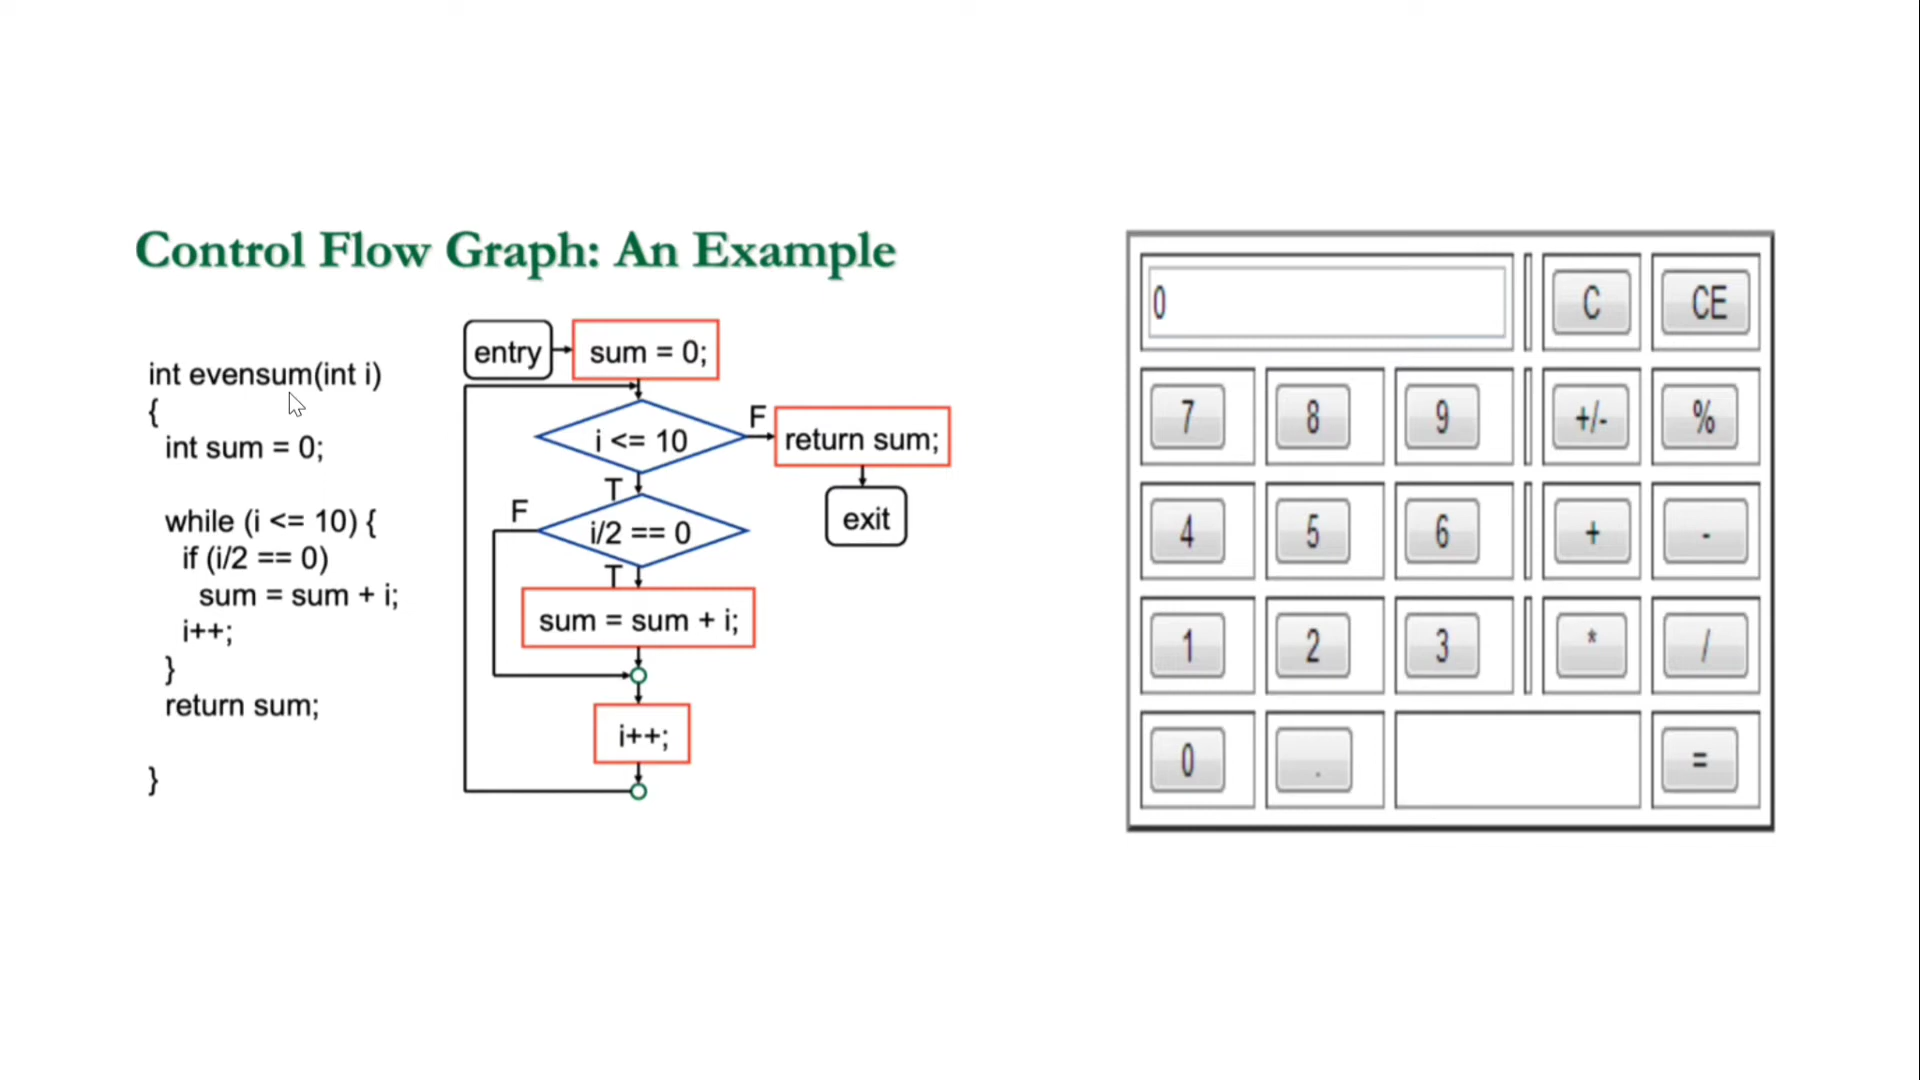 Control Flow Graph: An Example
int evensum(int i)
{
int sum = 0;
while (i <= 10) {
if (i/2 == 0)
sum = sum + i;
i++;
}
return sum;
}
entry
sum = 0;
i <= 10
F
return sum;
exit
T
F
i/2 == 0
T
sum = sum + i;
i++;
0
C CE
7 8 9 +/- %
4 5 6 + -
1 2 3 * /
0 . =